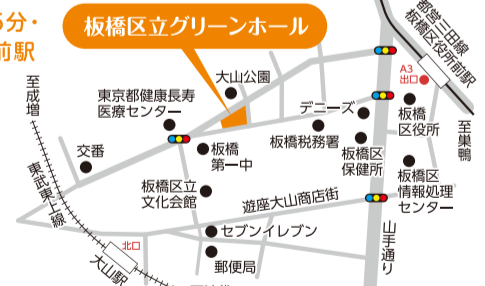 5分・
前駅
板橋区立グリーンホール
都営三田線
板橋区役所前駅
至成増
大山公園
A3
出口
東京都健康長寿
医療センター
デニーズ
板橋
区役所
至巣鴨
交番
板橋
第一中
板橋税務署
板橋区
保健所
東武東上線
板橋区立
文化会館
遊座大山商店街
板橋区
情報処理
センター
北口
セブンイレブン
山手通り
大山駅
郵便局